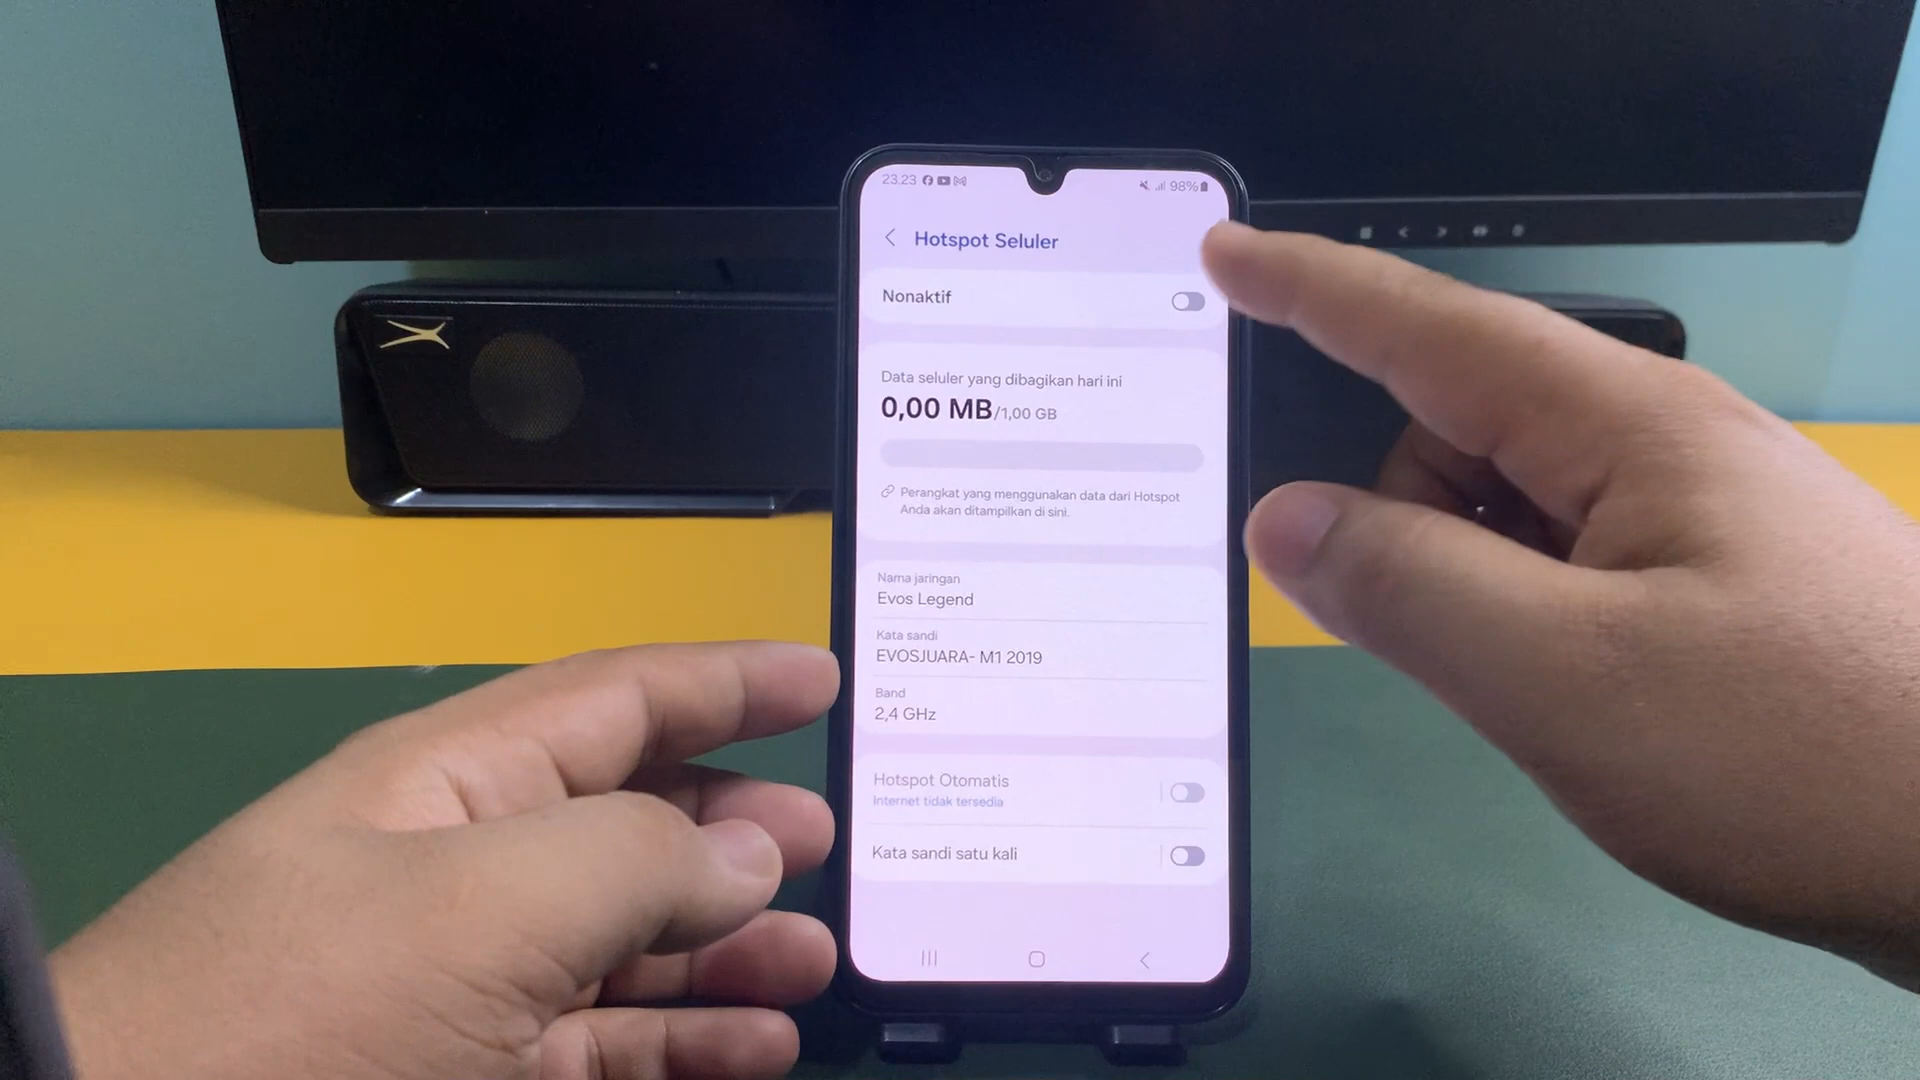 23.23
98%
Hotspot Seluler
Nonaktif
Data seluler yang dibagikan hari ini
0,00 MB/1,00 GB
Perangkat yang menggunakan data dari Hotspot
Anda akan ditampilkan di sini.
Nama jaringan
Evos Legend
Kata sandi
EVOSJUARA- M1 2019
Band
2,4 GHz
Hotspot Otomatis
Internet tidak tersedia
Kata sandi satu kali